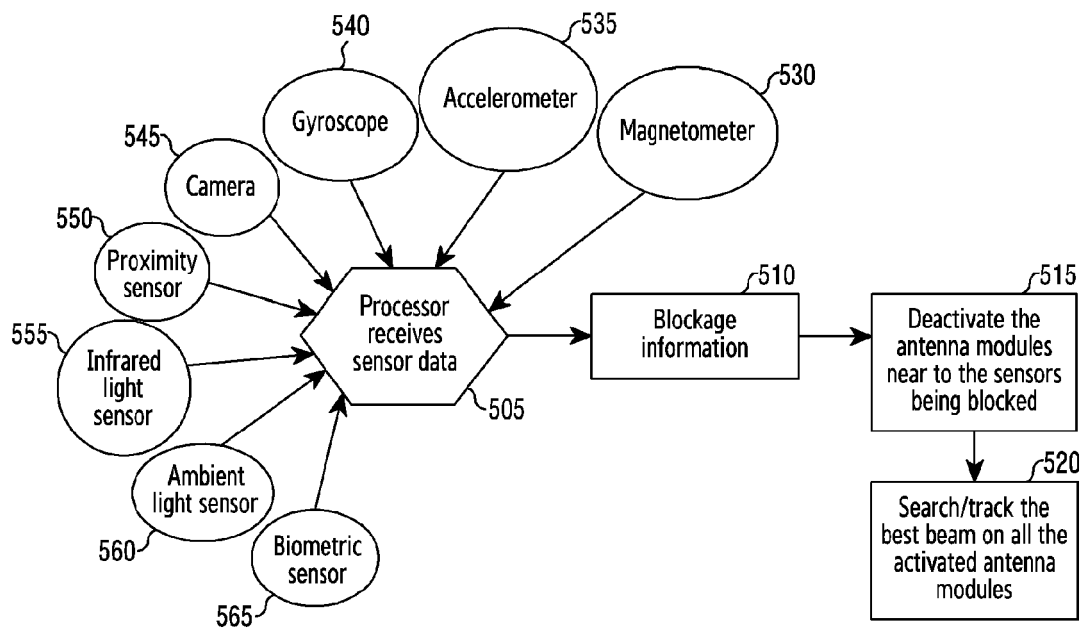 540
Gyroscope
535
Accelerometer
530
Magnetometer
545
Camera
550
Proximity
sensor
555
Infrared
light
sensor
560
Ambient
light sensor
565
Biometric
sensor
Processor
receives
sensor data
505
510
Blockage
information
515
Deactivate the
antenna modules
near to the sensors
being blocked
520
Search/track the
best beam on all the
activated antenna
modules